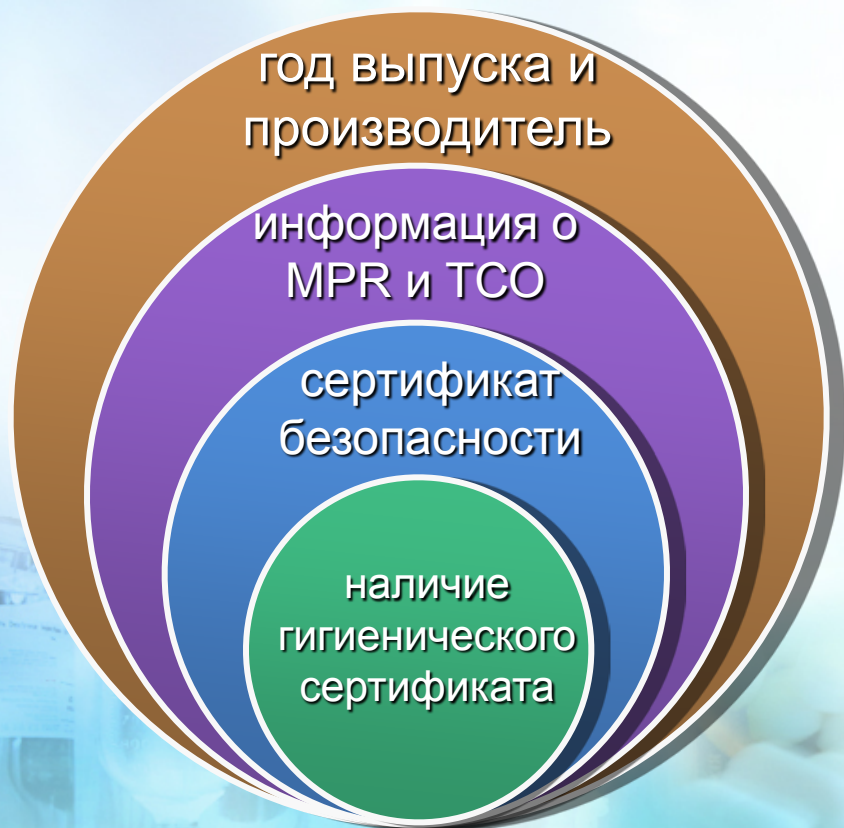 год выпуска и
производитель
информация о
MPR и TCO
сертификат
безопасности
наличие
гигиенического
сертификата